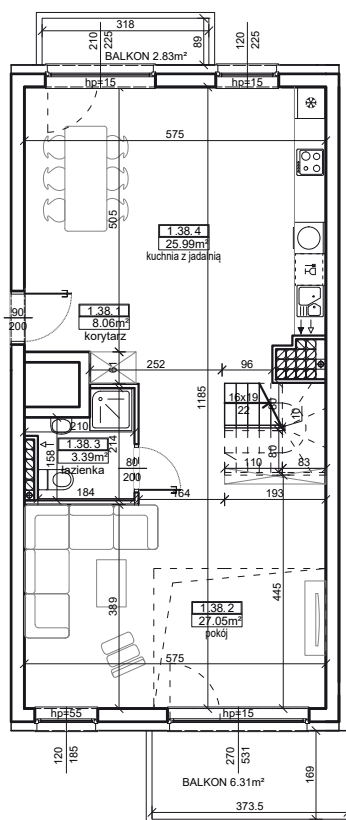 318
210
225
BALKON 2.83m²
89
120
225
hp=15
hp=15
575
505
1.38.4
25.99m²
kuchnia z jadalnią
90
200
1.38.1
8.06m²
korytarz
61
252
96
1185
16x19
22
80
10
210
1.38.3
3.39m²
łazienka
214
158
80
200
80
110
83
184
164
193
389
445
1.38.2
27.05m²
pokój
575
hp=55
hp=15
120
185
270
531
BALKON 6.31m²
169
373.5